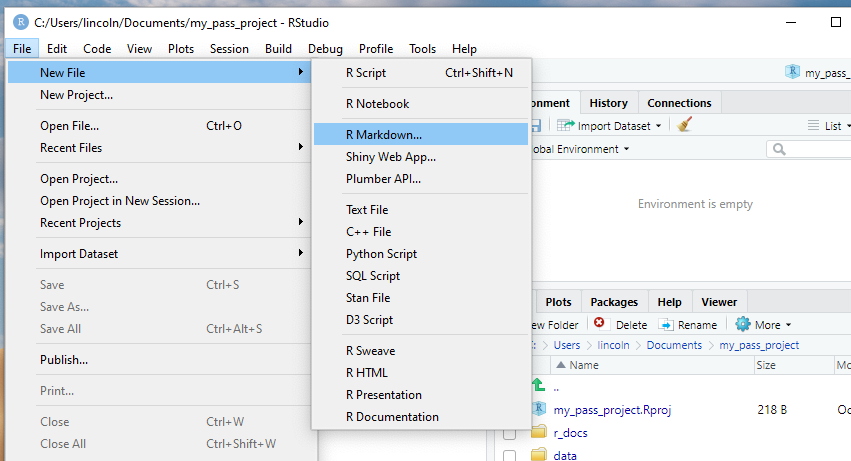 C:/Users/lincoln/Documents/my_pass_project - RStudio
File Edit Code View Plots Session Build Debug Profile Tools Help
New File
New Project...
Open File... Ctrl+O
Recent Files
Open Project...
Open Project in New Session...
Recent Projects
Import Dataset
Save Ctrl+S
Save As...
Save All Ctrl+Alt+S
Publish...
Print...
Close Ctrl+W
Close All Ctrl+Shift+W
R Script Ctrl+Shift+N
R Notebook
R Markdown...
Shiny Web App...
Plumber API...
Text File
C++ File
Python Script
SQL Script
Stan File
D3 Script
R Sweave
R HTML
R Presentation
R Documentation
my_pass_
onment History Connections
Import Dataset List
obal Environment
Environment is empty
Plots Packages Help Viewer
ew Folder Delete Rename More
C: Users lincoln Documents my_pass_project
Name Size Mo
..
my_pass_project.Rproj 218 B Oc
r_docs
data